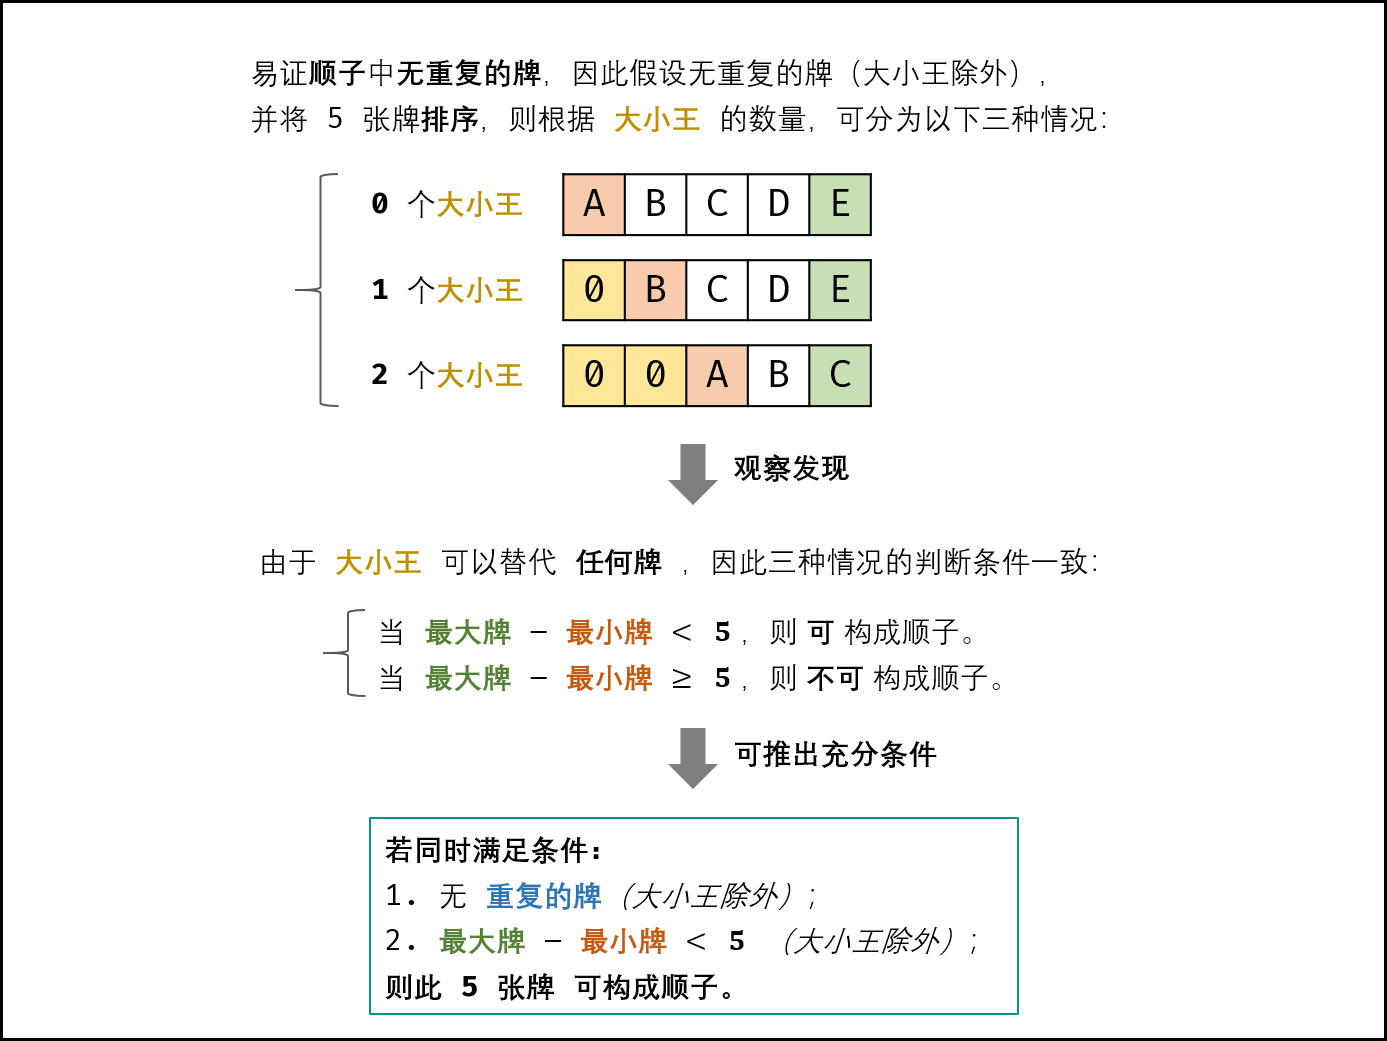 易证顺子中无重复的牌，因此假设无重复的牌（大小王除外），
并将 5 张牌排序，则根据 大小王 的数量，可分为以下三种情况：
0 个大小王 A B C D E
1 个大小王 0 B C D E
2 个大小王 0 0 A B C
观察发现
由于 大小王 可以替代 任何牌 ，因此三种情况的判断条件一致：
当 最大牌 － 最小牌 < 5，则 可 构成顺子。
当 最大牌 － 最小牌 ≥ 5，则 不可 构成顺子。
可推出充分条件
若同时满足条件：
1. 无 重复的牌（大小王除外）；
2. 最大牌 － 最小牌 < 5 （大小王除外）；
则此 5 张牌 可构成顺子。